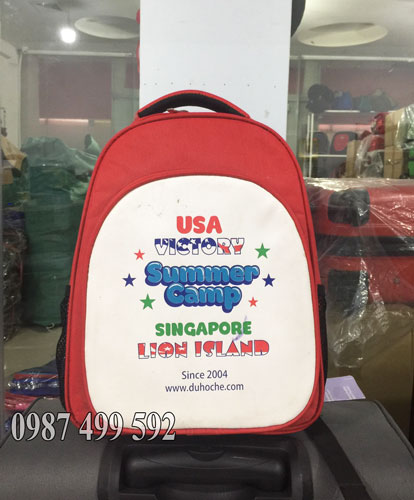 USA
VICTORY
Summer
Camp
SINGAPORE
LION ISLAND
Since 2004
www.duhoche.com
0987 499 592